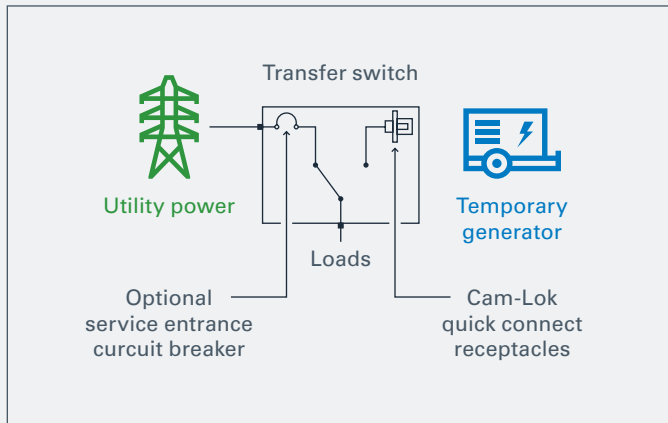 Transfer switch
Utility power
Temporary
generator
Loads
Optional
service entrance
curcuit breaker
Cam-Lok
quick connect
receptacles